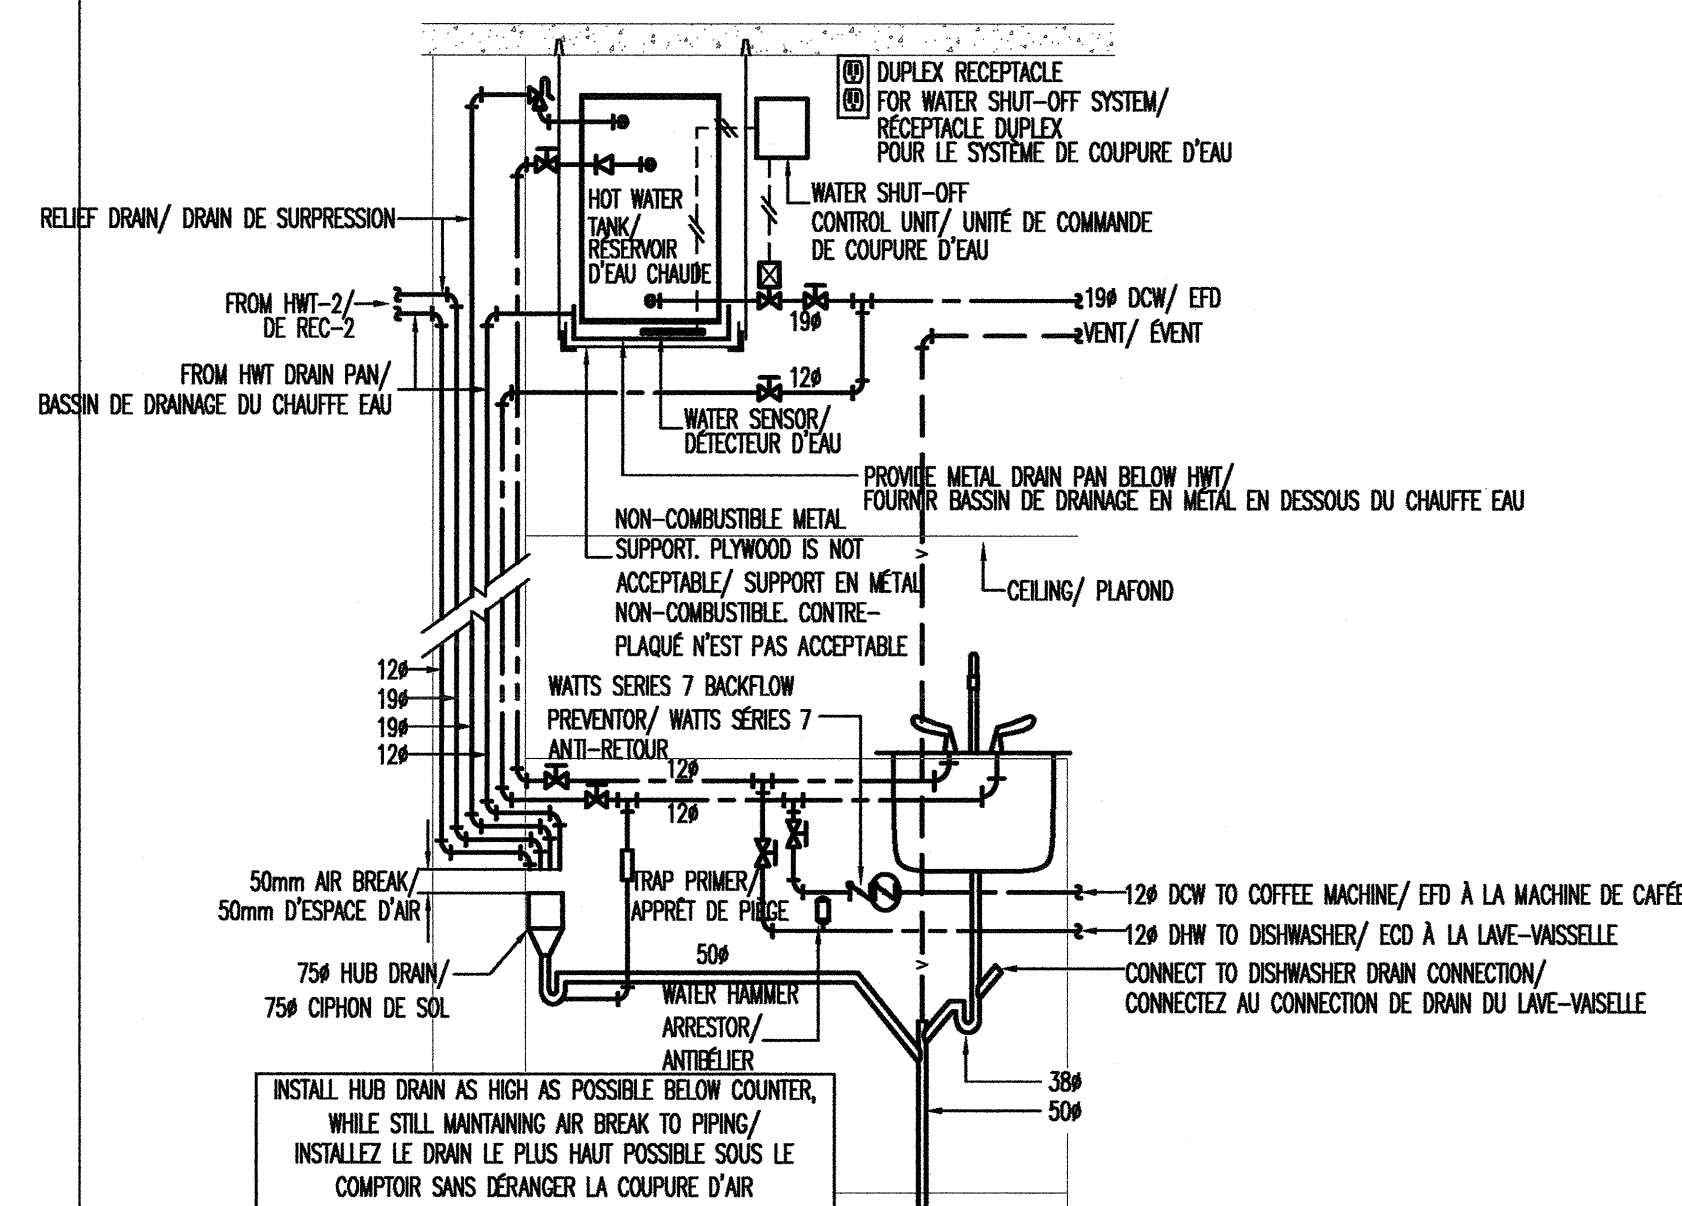 DUPLEX RECEPTACLE
FOR WATER SHUT-OFF SYSTEM/
RÉCEPTACLE DUPLEX
POUR LE SYSTÈME DE COUPURE D'EAU
WATER SHUT-OFF
CONTROL UNIT/ UNITÉ DE COMMANDE
DE COUPURE D'EAU
HOT WATER
TANK/
RÉSERVOIR
D'EAU CHAUDE
RELIEF DRAIN/ DRAIN DE SURPRESSION
FROM HWT-2/
DE REC-2
19ø DCW/ EFD
19ø
VENT/ ÉVENT
FROM HWT DRAIN PAN/
BASSIN DE DRAINAGE DU CHAUFFE EAU
12ø
WATER SENSOR/
DÉTECTEUR D'EAU
PROVIDE METAL DRAIN PAN BELOW HWT/
FOURNIR BASSIN DE DRAINAGE EN MÉTAL EN DESSOUS DU CHAUFFE EAU
NON-COMBUSTIBLE METAL
SUPPORT. PLYWOOD IS NOT
ACCEPTABLE/ SUPPORT EN MÉTAL
NON-COMBUSTIBLE. CONTRE-
PLAQUÉ N'EST PAS ACCEPTABLE
CEILING/ PLAFOND
12ø
19ø
19ø
12ø
WATTS SERIES 7 BACKFLOW
PREVENTOR/ WATTS SÉRIES 7
ANTI-RETOUR
12ø
12ø
50mm AIR BREAK/
50mm D'ESPACE D'AIR
TRAP PRIMER/
APPRÊT DE PIÈGE
12ø DCW TO COFFEE MACHINE/ EFD À LA MACHINE DE CAFÉE
12ø DHW TO DISHWASHER/ ECD À LA LAVE-VAISSELLE
50ø
75ø HUB DRAIN/
75ø CIPHON DE SOL
CONNECT TO DISHWASHER DRAIN CONNECTION/
CONNECTEZ AU CONNECTION DE DRAIN DU LAVE-VAISELLE
WATER HAMMER
ARRESTOR/
ANTIBÉLIER
38ø
50ø
INSTALL HUB DRAIN AS HIGH AS POSSIBLE BELOW COUNTER,
WHILE STILL MAINTAINING AIR BREAK TO PIPING/
INSTALLEZ LE DRAIN LE PLUS HAUT POSSIBLE SOUS LE
COMPTOIR SANS DÉRANGER LA COUPURE D'AIR